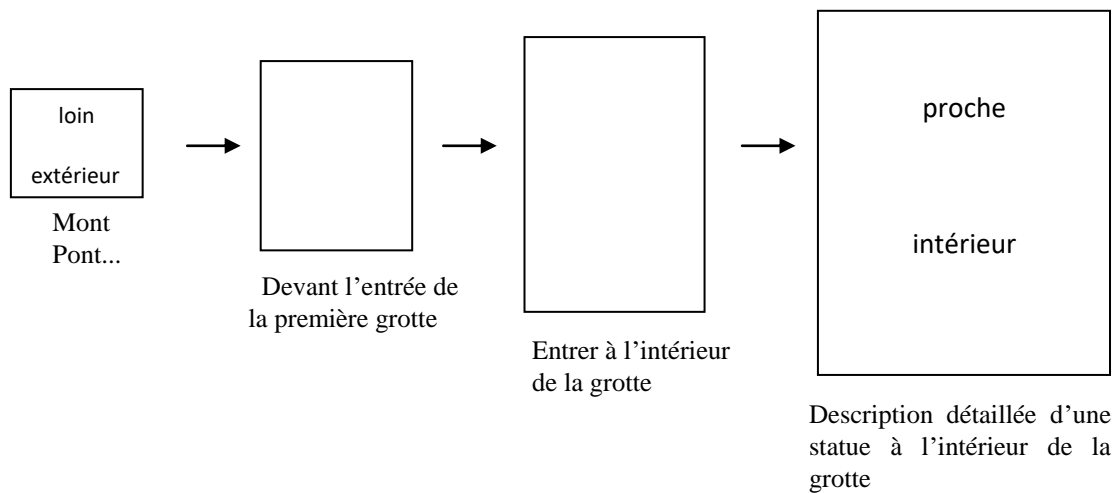 loin
extérieur
Mont
Pont...
Devant l’entrée de
la première grotte
Entrer à l’intérieur
de la grotte
proche
intérieur
Description détaillée d’une
statue à l’intérieur de la
grotte